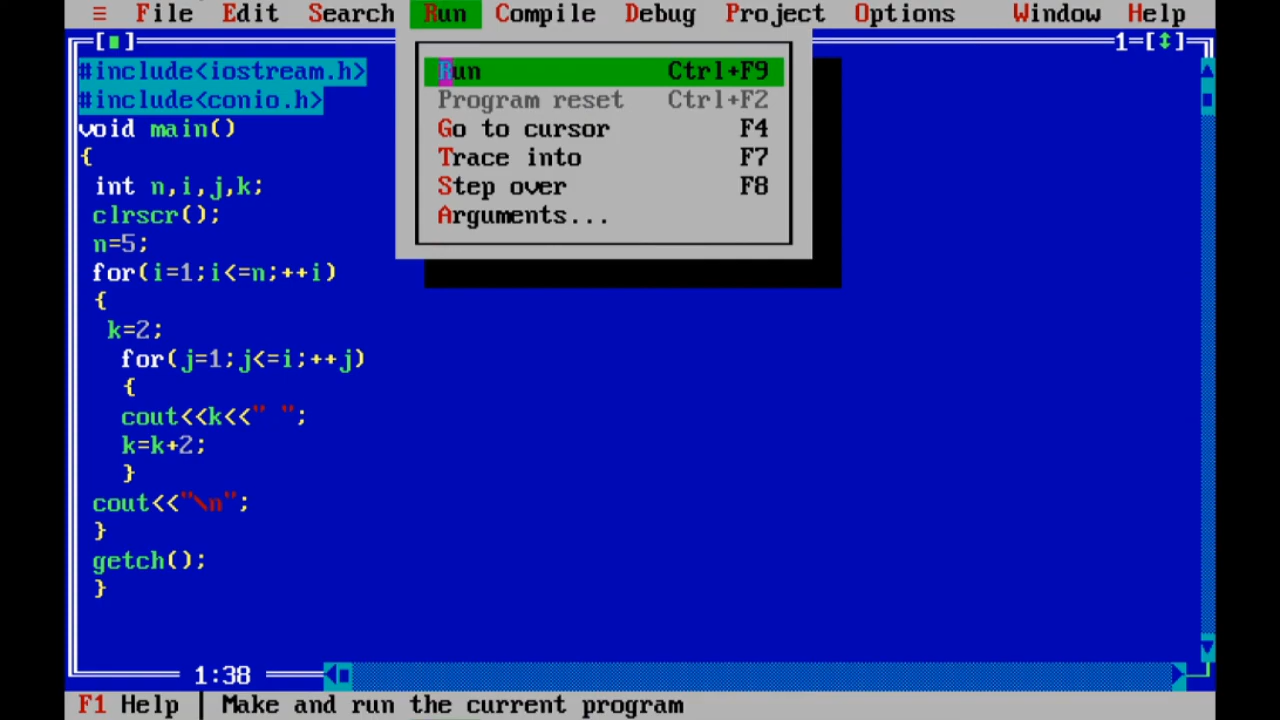 ≡ File Edit Search Run Compile Debug Project Options Window Help
[■] 1=[↕]
Run Ctrl+F9
Program reset Ctrl+F2
Go to cursor F4
Trace into F7
Step over F8
Arguments...
#include<iostream.h>
#include<conio.h>
void main()
{
int n,i,j,k;
clrscr();
n=5;
for(i=1;i<=n;++i)
{
k=2;
for(j=1;j<=i;++j)
{
cout<<k<<" ";
k=k+2;
}
cout<<"\n";
}
getch();
}
1:38
F1 Help │ Make and run the current program